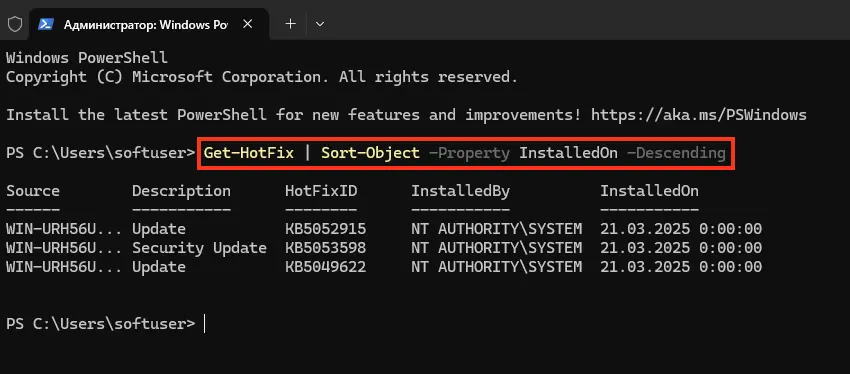 Администратор: Windows Po
Windows PowerShell
Copyright (C) Microsoft Corporation. All rights reserved.
Install the latest PowerShell for new features and improvements! https://aka.ms/PSWindows
PS C:\Users\softuser> Get-HotFix | Sort-Object -Property InstalledOn -Descending
Source        Description      HotFixID      InstalledBy          InstalledOn
------        -----------      --------      -----------          -----------
WIN-URH56U... Update           KB5052915     NT AUTHORITY\SYSTEM  21.03.2025 0:00:00
WIN-URH56U... Security Update  KB5053598     NT AUTHORITY\SYSTEM  21.03.2025 0:00:00
WIN-URH56U... Update           KB5049622     NT AUTHORITY\SYSTEM  21.03.2025 0:00:00
PS C:\Users\softuser>